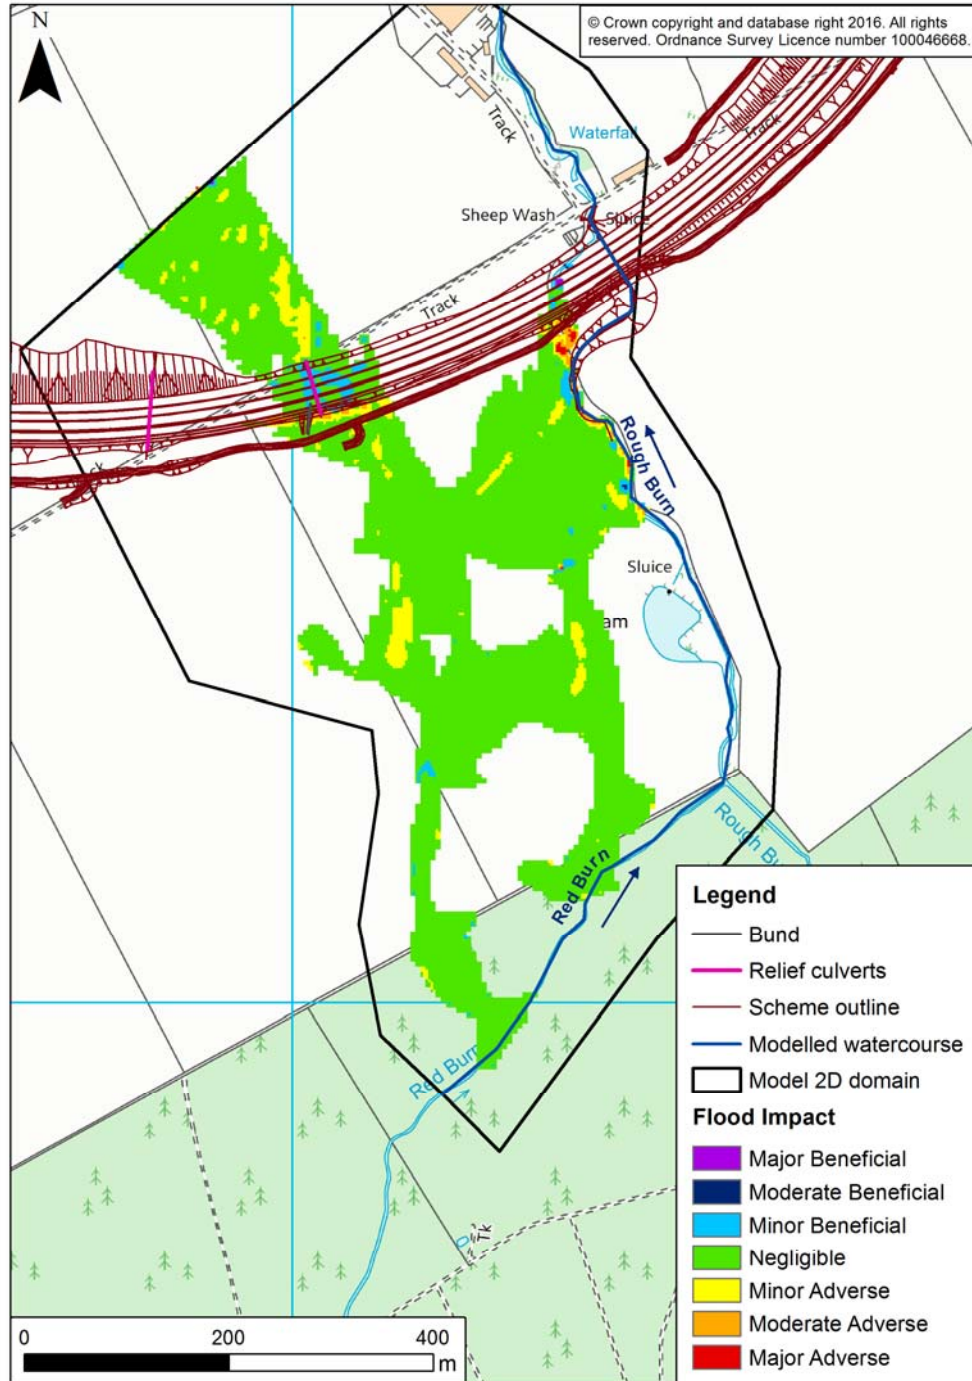 N
© Crown copyright and database right 2016. All rights
reserved. Ordnance Survey Licence number 100046668.
Track
Waterfall
Track
Sheep Wash
Sluice
Track
Rough Burn
Sluice
am
Rough Bu
Red Burn
Red Burn
Tk
Legend
Bund
Relief culverts
Scheme outline
Modelled watercourse
Model 2D domain
Flood Impact
Major Beneficial
Moderate Beneficial
Minor Beneficial
Negligible
Minor Adverse
Moderate Adverse
Major Adverse
0 200 400
m